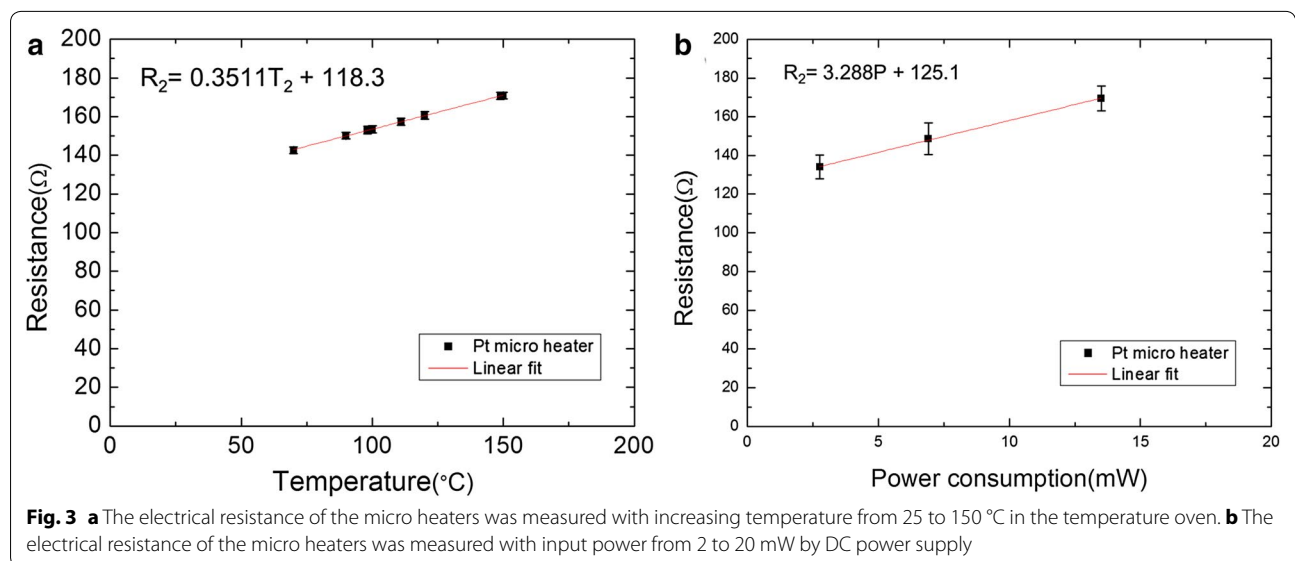 a
200
180
160
140
120
100
80
60
40
20
0
Resistance(Ω)
R₂= 0.3511T₂ + 118.3
Pt micro heater
Linear fit
0 50 100 150 200
Temperature(°C)
b
200
180
160
140
120
100
80
60
40
20
0
Resistance(Ω)
R₂= 3.288P + 125.1
Pt micro heater
Linear fit
0 5 10 15 20
Power consumption(mW)
Fig. 3 a The electrical resistance of the micro heaters was measured with increasing temperature from 25 to 150 °C in the temperature oven. b The
electrical resistance of the micro heaters was measured with input power from 2 to 20 mW by DC power supply